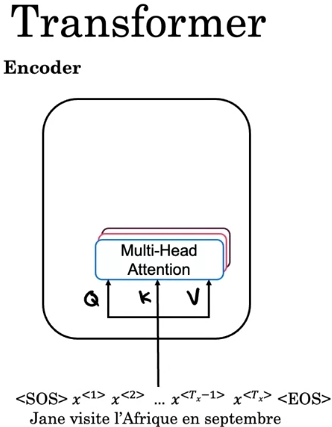 Transformer
Encoder
Multi-Head
Attention
Q K V
<SOS> x<1> x<2> ... x<Tx−1> x<Tx> <EOS>
Jane visite l'Afrique en septembre